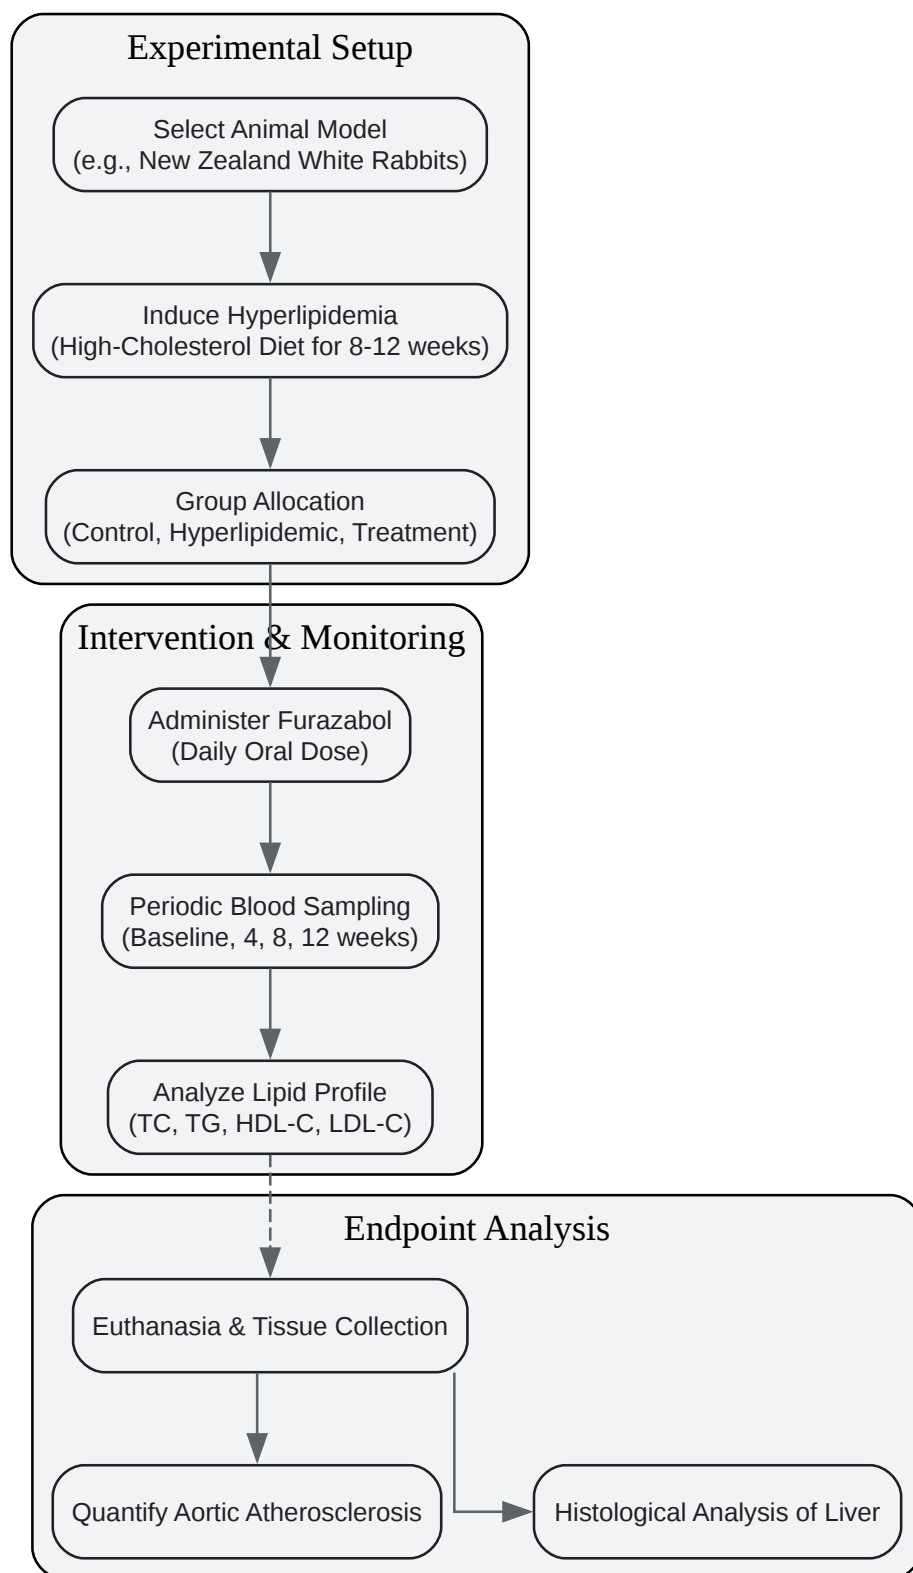 Experimental Setup
Select Animal Model
(e.g., New Zealand White Rabbits)
Induce Hyperlipidemia
(High-Cholesterol Diet for 8-12 weeks)
Group Allocation
(Control, Hyperlipidemic, Treatment)
Intervention & Monitoring
Administer Furazabol
(Daily Oral Dose)
Periodic Blood Sampling
(Baseline, 4, 8, 12 weeks)
Analyze Lipid Profile
(TC, TG, HDL-C, LDL-C)
Endpoint Analysis
Euthanasia & Tissue Collection
Quantify Aortic Atherosclerosis
Histological Analysis of Liver